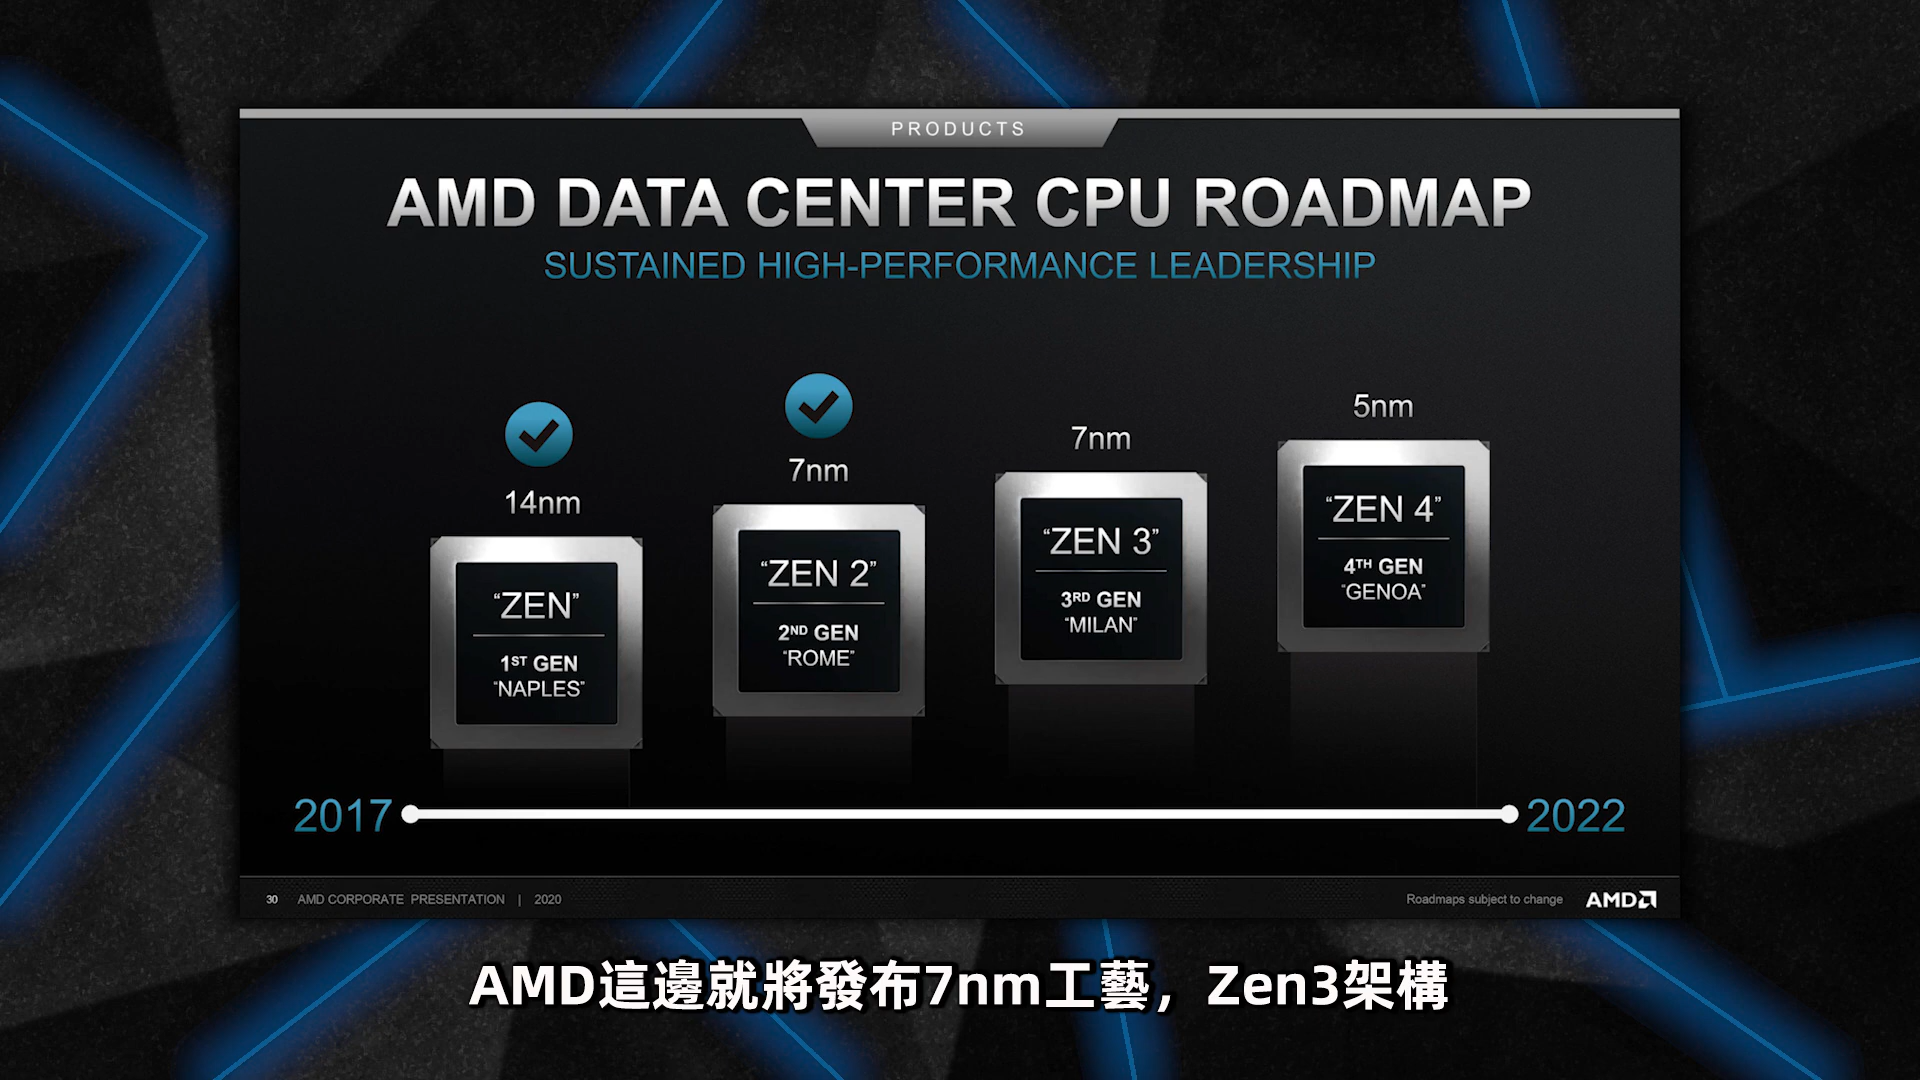 PRODUCTS
AMD DATA CENTER CPU ROADMAP
SUSTAINED HIGH-PERFORMANCE LEADERSHIP
14nm
“ZEN”
1ST GEN
“NAPLES”
7nm
“ZEN 2”
2ND GEN
“ROME”
7nm
“ZEN 3”
3RD GEN
“MILAN”
5nm
“ZEN 4”
4TH GEN
“GENOA”
2017
2022
30 AMD CORPORATE PRESENTATION | 2020
Roadmaps subject to change AMD
AMD這邊就將發布7nm工藝，Zen3架構